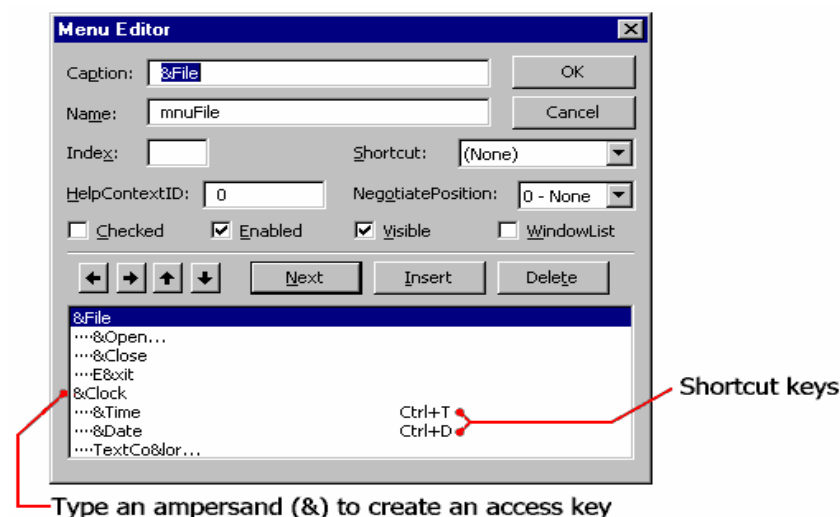 Menu Editor
Caption: &File OK
Name: mnuFile Cancel
Index: Shortcut: (None)
HelpContextID: 0 NegotiatePosition: 0 - None
Checked Enabled Visible WindowList
Next Insert Delete
&File
····&Open...
····&Close
····E&xit
&Clock
····&Time Ctrl+T
····&Date Ctrl+D
····TextCo&lor...
Shortcut keys
Type an ampersand (&) to create an access key